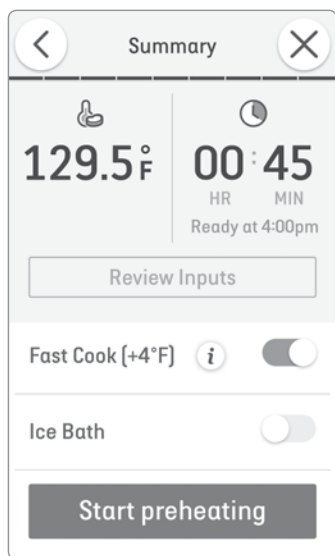 Summary
129.5°F
00:45
HR MIN
Ready at 4:00pm
Review Inputs
Fast Cook (+4°F) i
Ice Bath
Start preheating